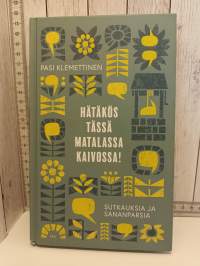 PASI KLEMETTINEN
HÄTÄKÖS
TÄSSÄ
MATALASSA
KAIVOSSA!
SUTKAUKSIA JA
SANANPARSIA